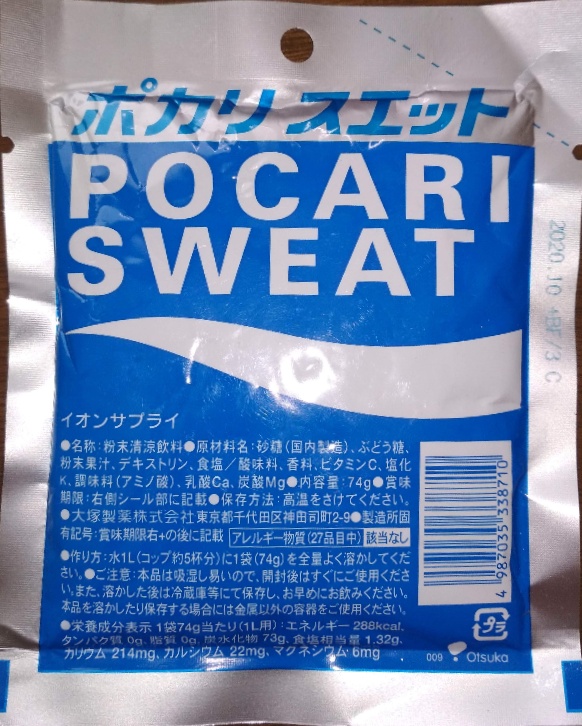 ポカリスエット
POCARI
SWEAT
2020.10
イオンサプライ
●名称:粉末清涼飲料●原材料名:砂糖(国内製造)、ぶどう糖、
粉末果汁、デキストリン、食塩/酸味料、香料、ビタミンC、塩化
K、調味料(アミノ酸)、乳酸Ca、炭酸Mg●内容量:74g●賞味
期限:右側シール部に記載●保存方法:高温をさけてください。
●大塚製薬株式会社東京都千代田区神田司町2-9●製造所固
有記号:賞味期限右+の後に記載 アレルギー物質(27品目中) 該当なし
●作り方:水1L(コップ約5杯分)に1袋(74g)を全量よく溶かしてくだ
さい。●ご注意:本品は吸湿し易いので、開封後はすぐにご使用くださ
い。また、溶かした後は冷蔵庫等にて保存し、お早めにお飲みください。
本品を溶かしたり保存する場合には金属以外の容器をご使用ください。
●栄養成分表示 1袋74g当たり(1L用):エネルギー 288kcal、
タンパク質 0g、脂質 0g、炭水化物 73g、食塩相当量 1.32g、
カリウム 214mg、カルシウム 22mg、マグネシウム 6mg
4 987035 338710
プラ
009 Otsuka